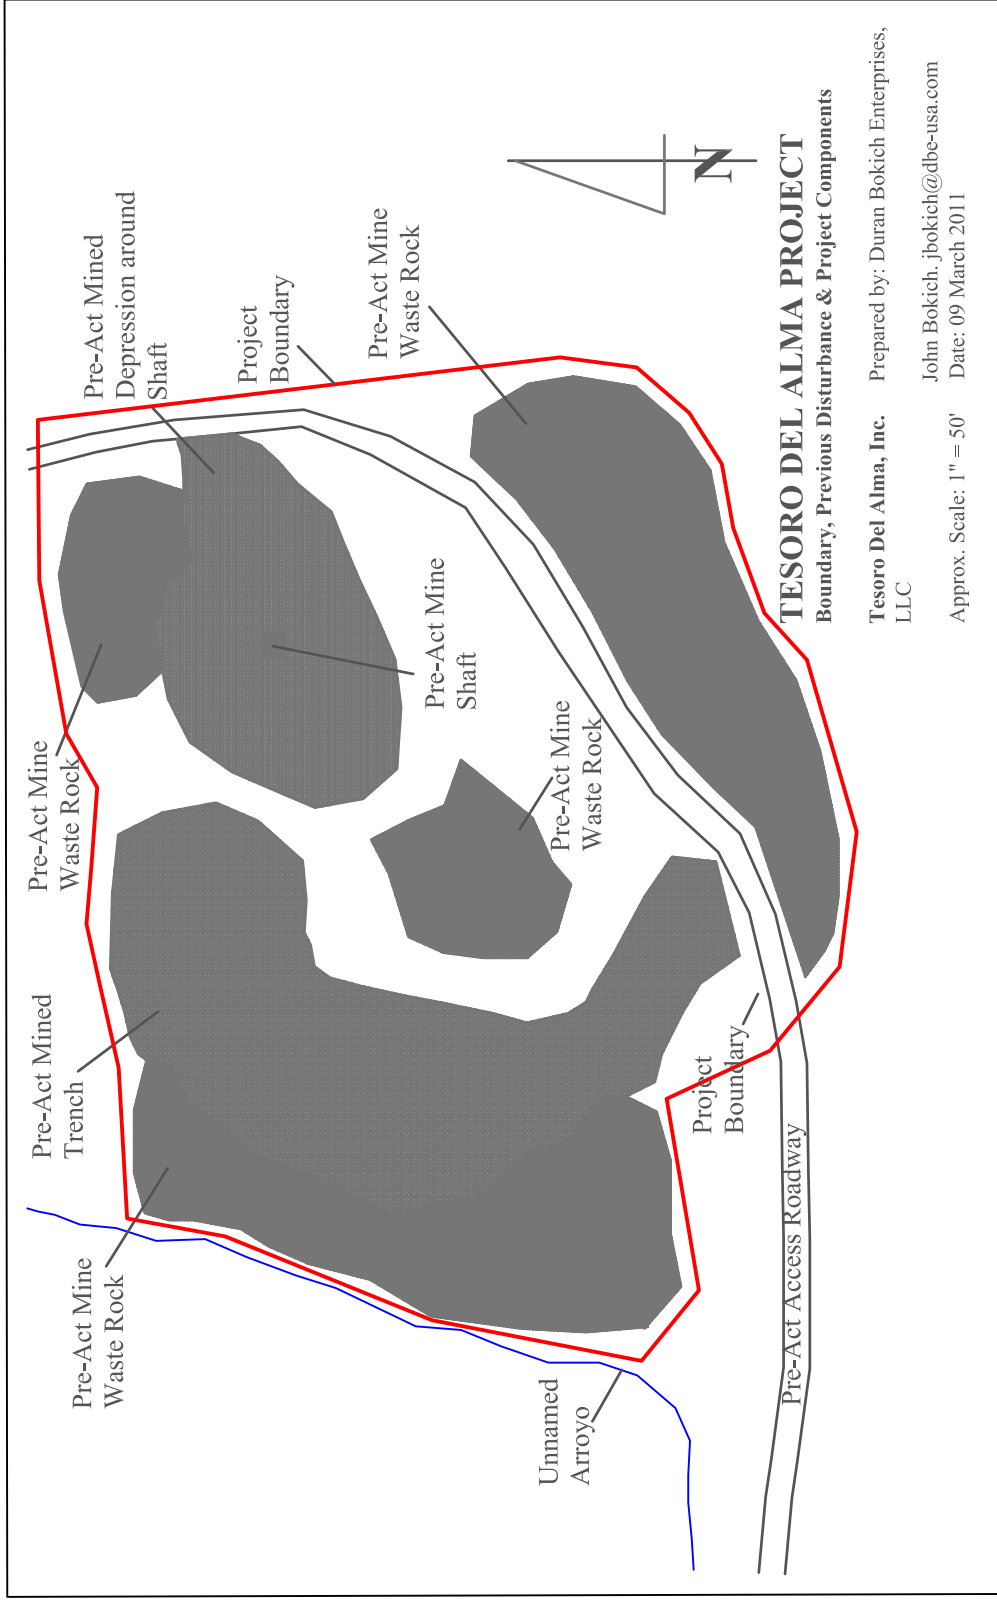 Pre-Act Mine
Waste Rock
Pre-Act Mined
Trench
Pre-Act Mine
Waste Rock
Pre-Act Mined
Depression around
Shaft
Project
Boundary
Pre-Act Mine
Waste Rock
Pre-Act Mine
Shaft
Pre-Act Mine
Waste Rock
Unnamed
Arroyo
Project
Boundary
Pre-Act Access Roadway
N
TESORO DEL ALMA PROJECT
Boundary, Previous Disturbance & Project Components
Tesoro Del Alma, Inc. Prepared by: Duran Bokich Enterprises,
LLC
John Bokich. jbokich@dbe-usa.com
Approx. Scale: 1" = 50' Date: 09 March 2011